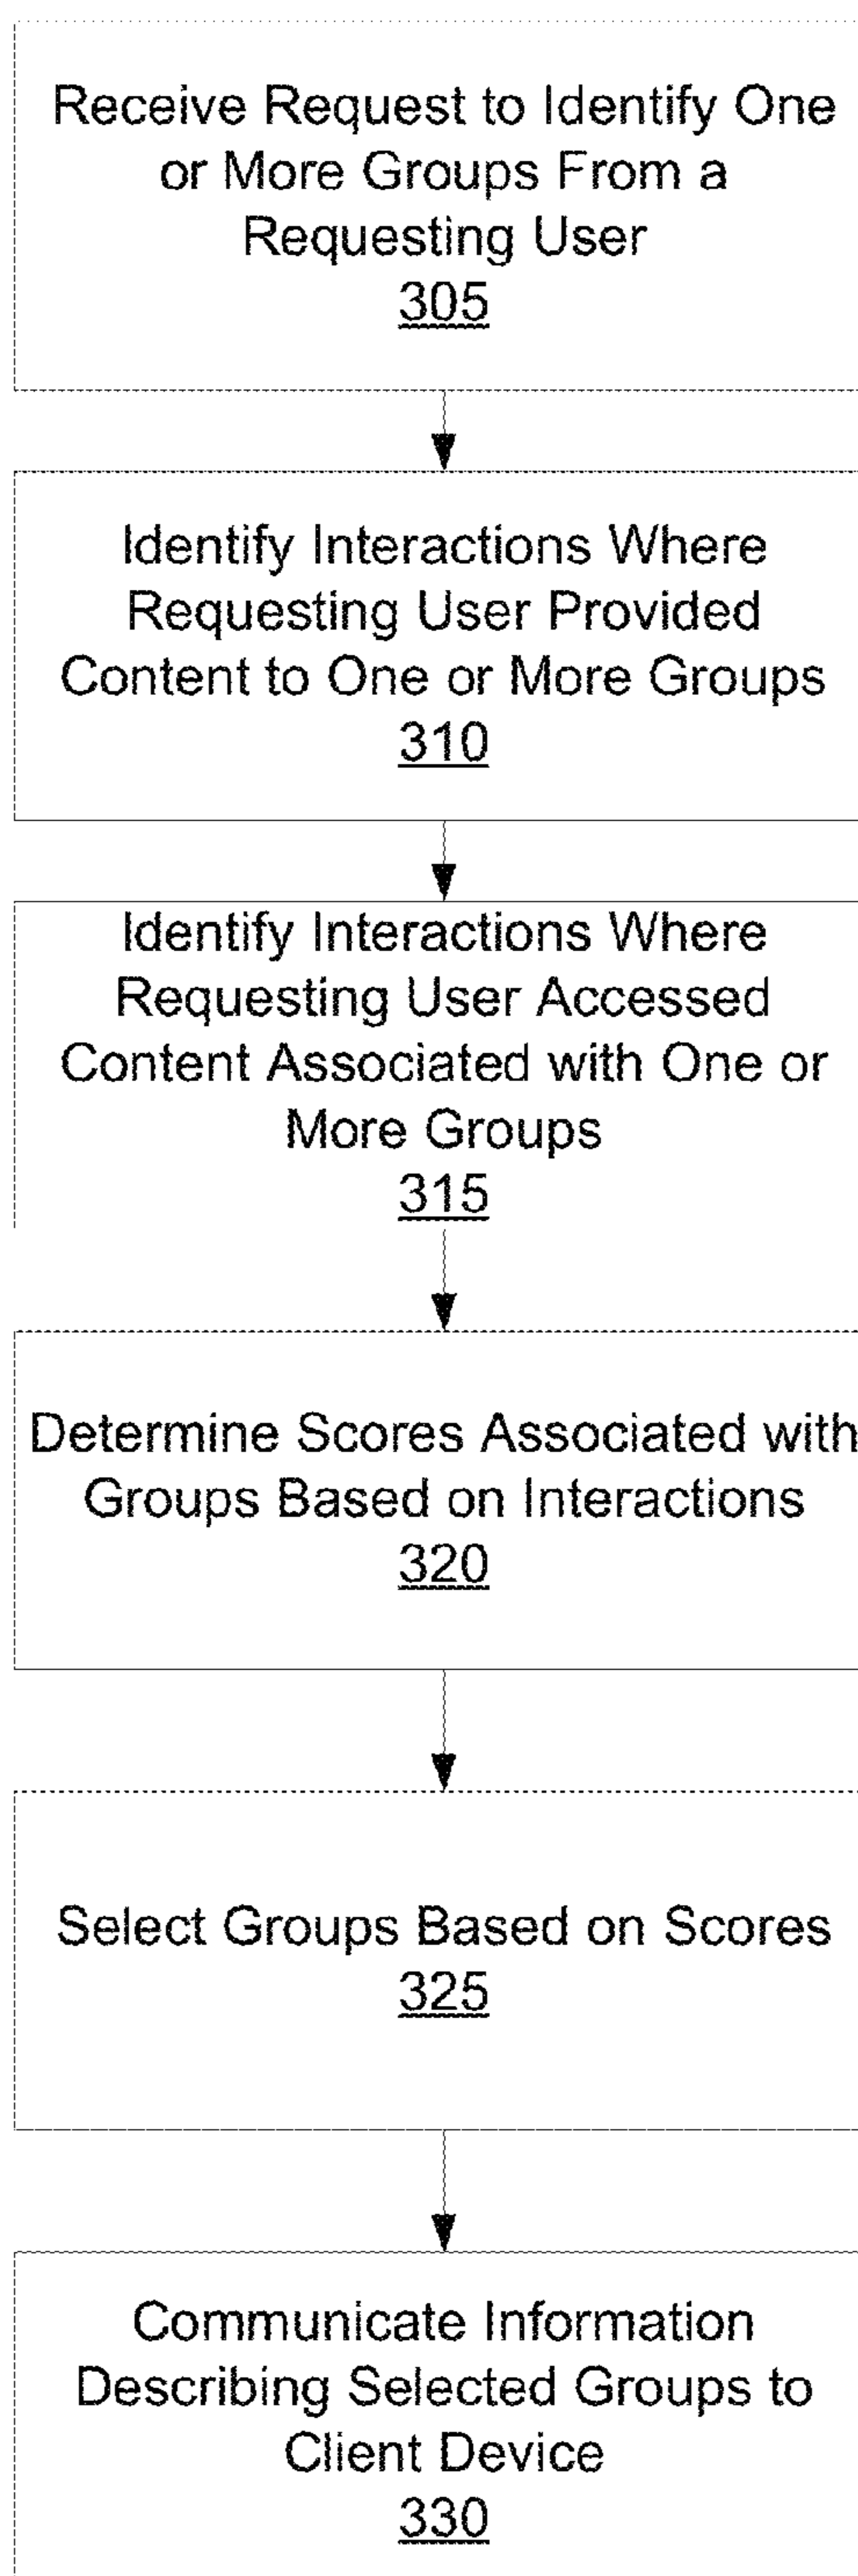 Receive Request to Identify One
or More Groups From a
Requesting User
305
Identify Interactions Where
Requesting User Provided
Content to One or More Groups
310
Identify Interactions Where
Requesting User Accessed
Content Associated with One or
More Groups
315
Determine Scores Associated with
Groups Based on Interactions
320
Select Groups Based on Scores
325
Communicate Information
Describing Selected Groups to
Client Device
330